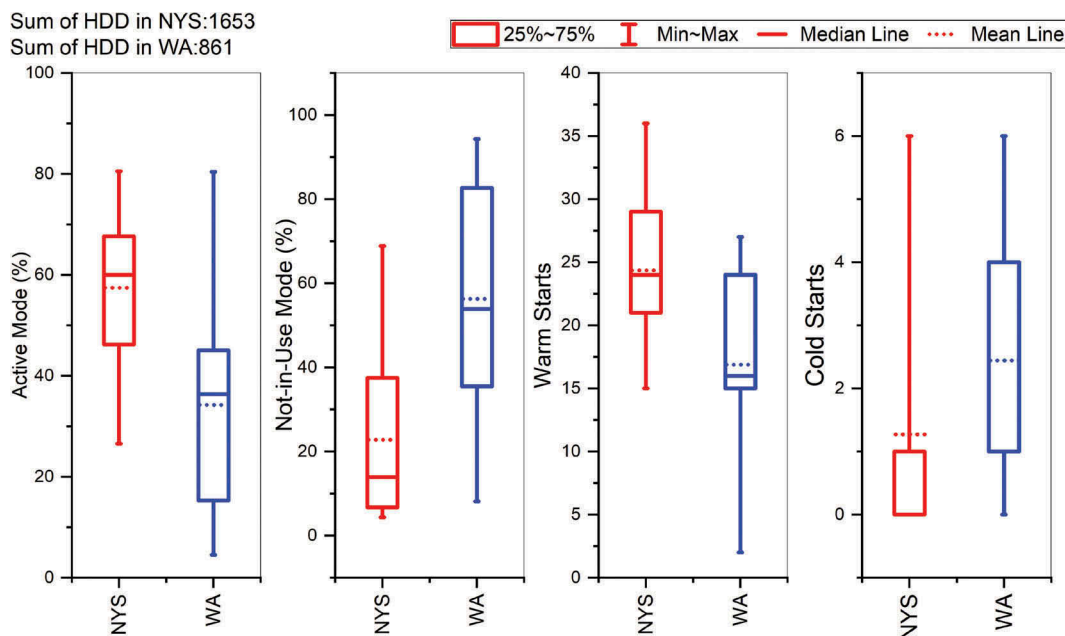 Sum of HDD in NYS:1653
Sum of HDD in WA:861
25%~75% Min~Max Median Line Mean Line
Active Mode (%)
100
80
60
40
20
0
NYS WA
Not-in-Use Mode (%)
100
80
60
40
20
0
NYS WA
Warm Starts
40
35
30
25
20
15
10
5
0
NYS WA
Cold Starts
6
4
2
0
NYS WA